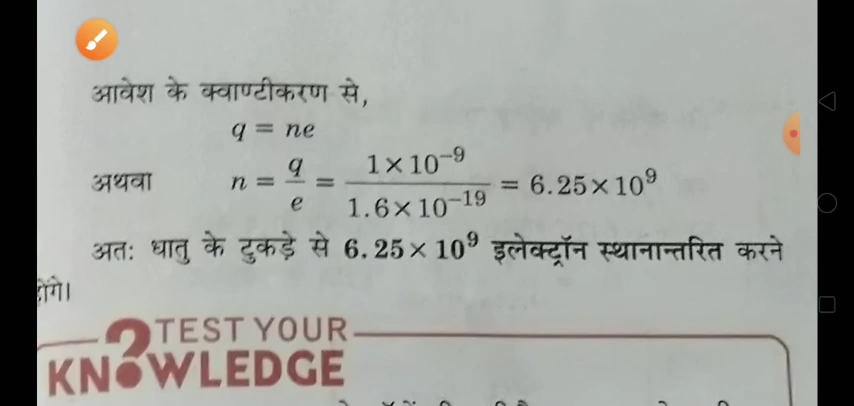 आवेश के क्वाण्टीकरण से,
q = ne
अथवा n = q/e = 1×10⁻⁹/1.6×10⁻¹⁹ = 6.25×10⁹
अतः धातु के टुकड़े से 6.25×10⁹ इलेक्ट्रॉन स्थानान्तरित करने
होंगे।
TEST YOUR
KNOWLEDGE